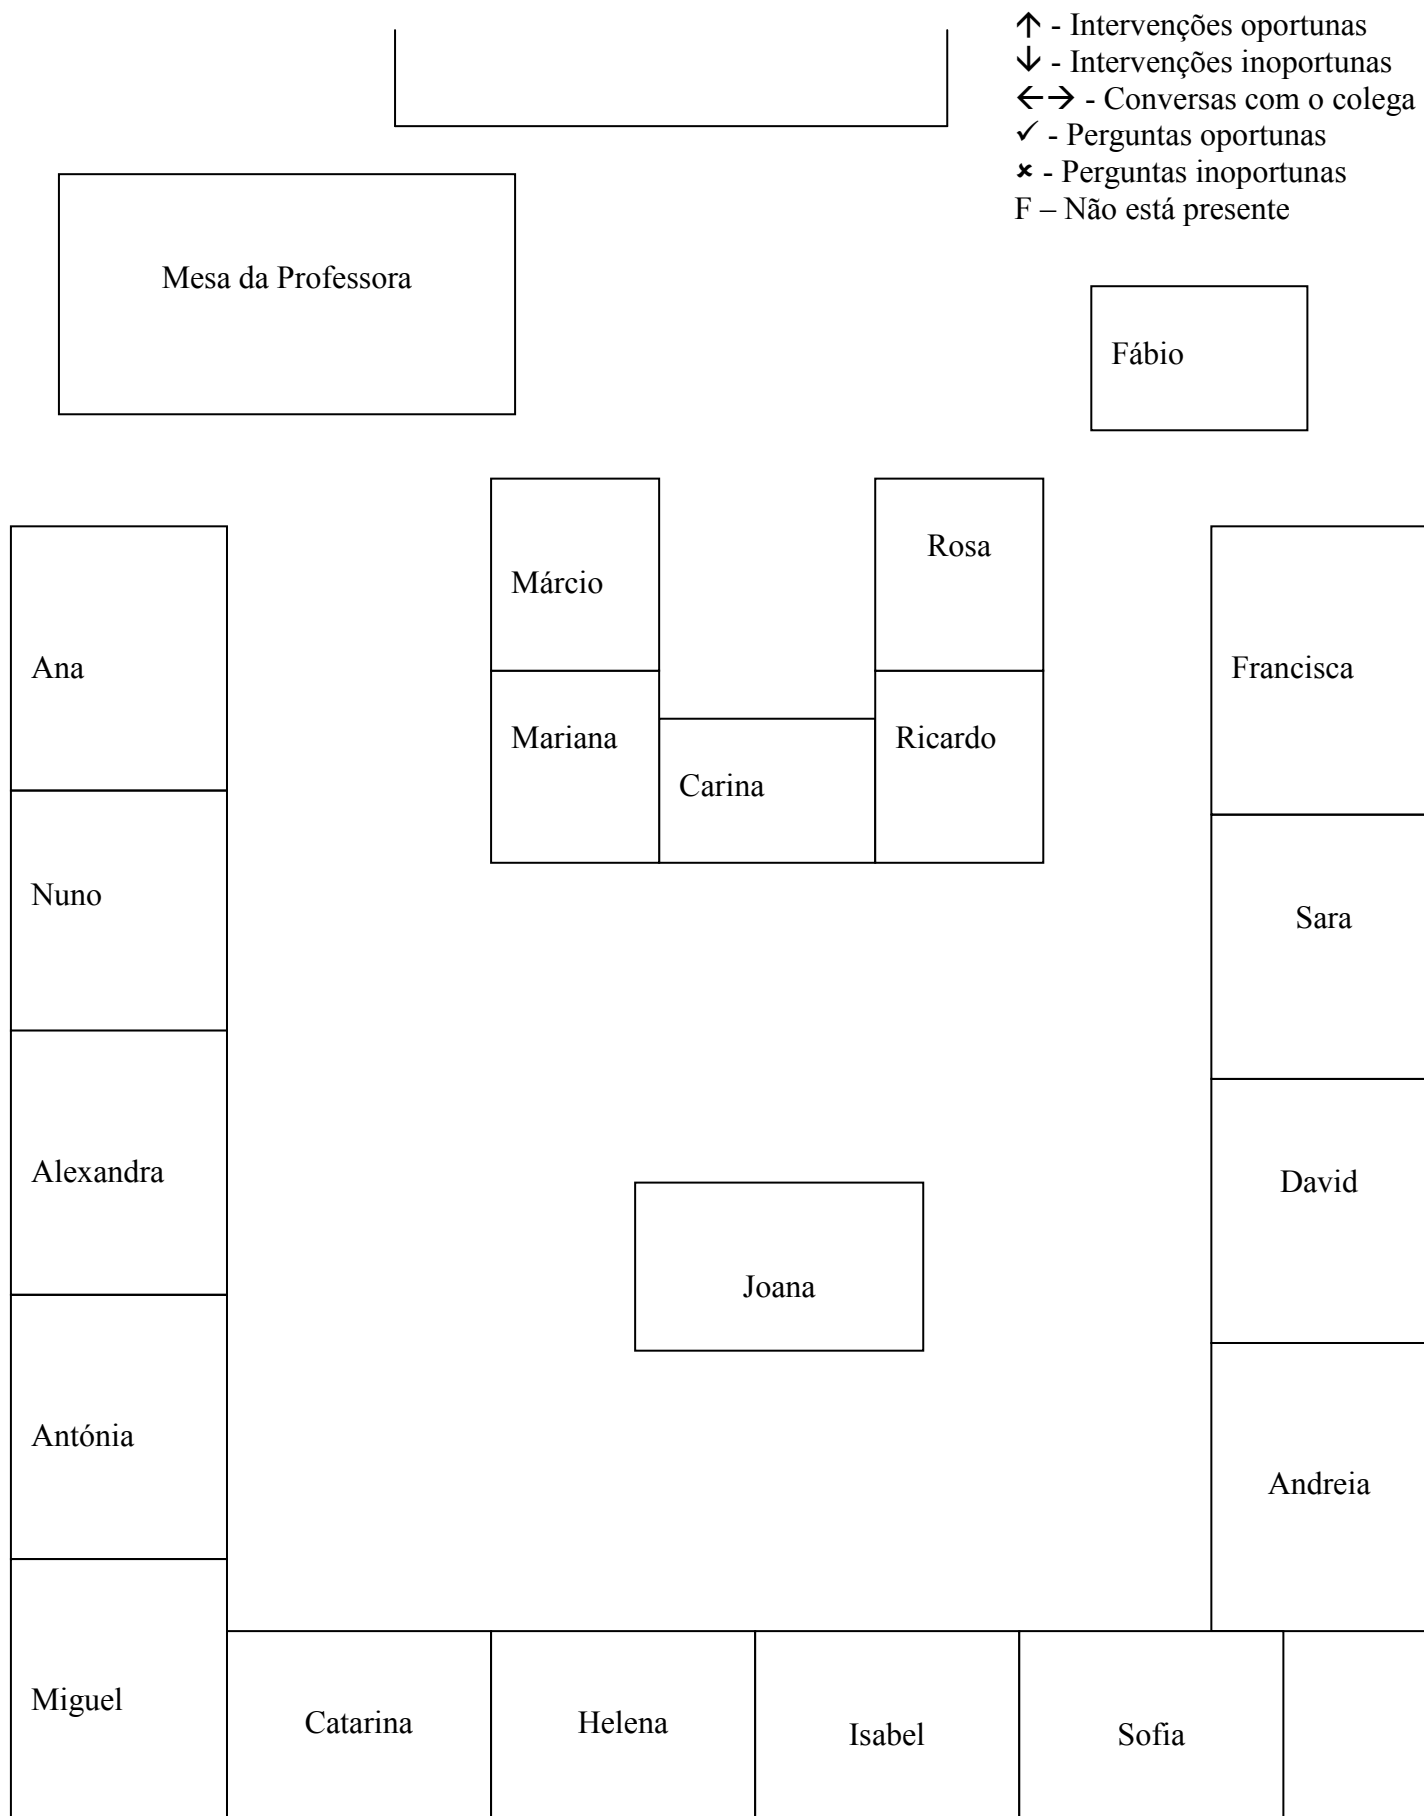 ↑ - Intervenções oportunas
↓ - Intervenções inoportunas
←→ - Conversas com o colega
✓ - Perguntas oportunas
× - Perguntas inoportunas
F – Não está presente
Mesa da Professora
Fábio
Rosa
Márcio
Ana
Francisca
Mariana
Ricardo
Carina
Nuno
Sara
Alexandra
David
Joana
Antónia
Andreia
Miguel
Catarina
Helena
Isabel
Sofia